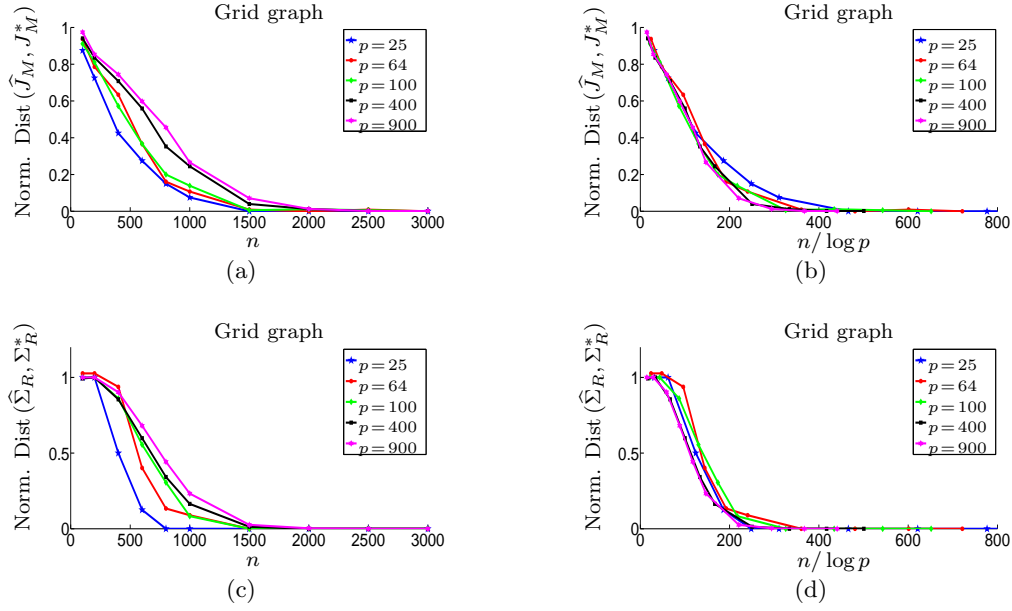 Grid graph
Norm. Dist (Ĵ_M, J*_M)
1
0.8
0.6
0.4
0.2
0
0 500 1000 1500 2000 2500 3000
n
p = 25
p = 64
p = 100
p = 400
p = 900
(a)
Grid graph
Norm. Dist (Ĵ_M, J*_M)
1
0.8
0.6
0.4
0.2
0
0 200 400 600 800
n/ log p
p = 25
p = 64
p = 100
p = 400
p = 900
(b)
Grid graph
Norm. Dist (Σ̂_R, Σ*_R)
1
0.5
0
0 500 1000 1500 2000 2500 3000
n
p = 25
p = 64
p = 100
p = 400
p = 900
(c)
Grid graph
Norm. Dist (Σ̂_R, Σ*_R)
1
0.5
0
0 200 400 600 800
n/ log p
p = 25
p = 64
p = 100
p = 400
p = 900
(d)